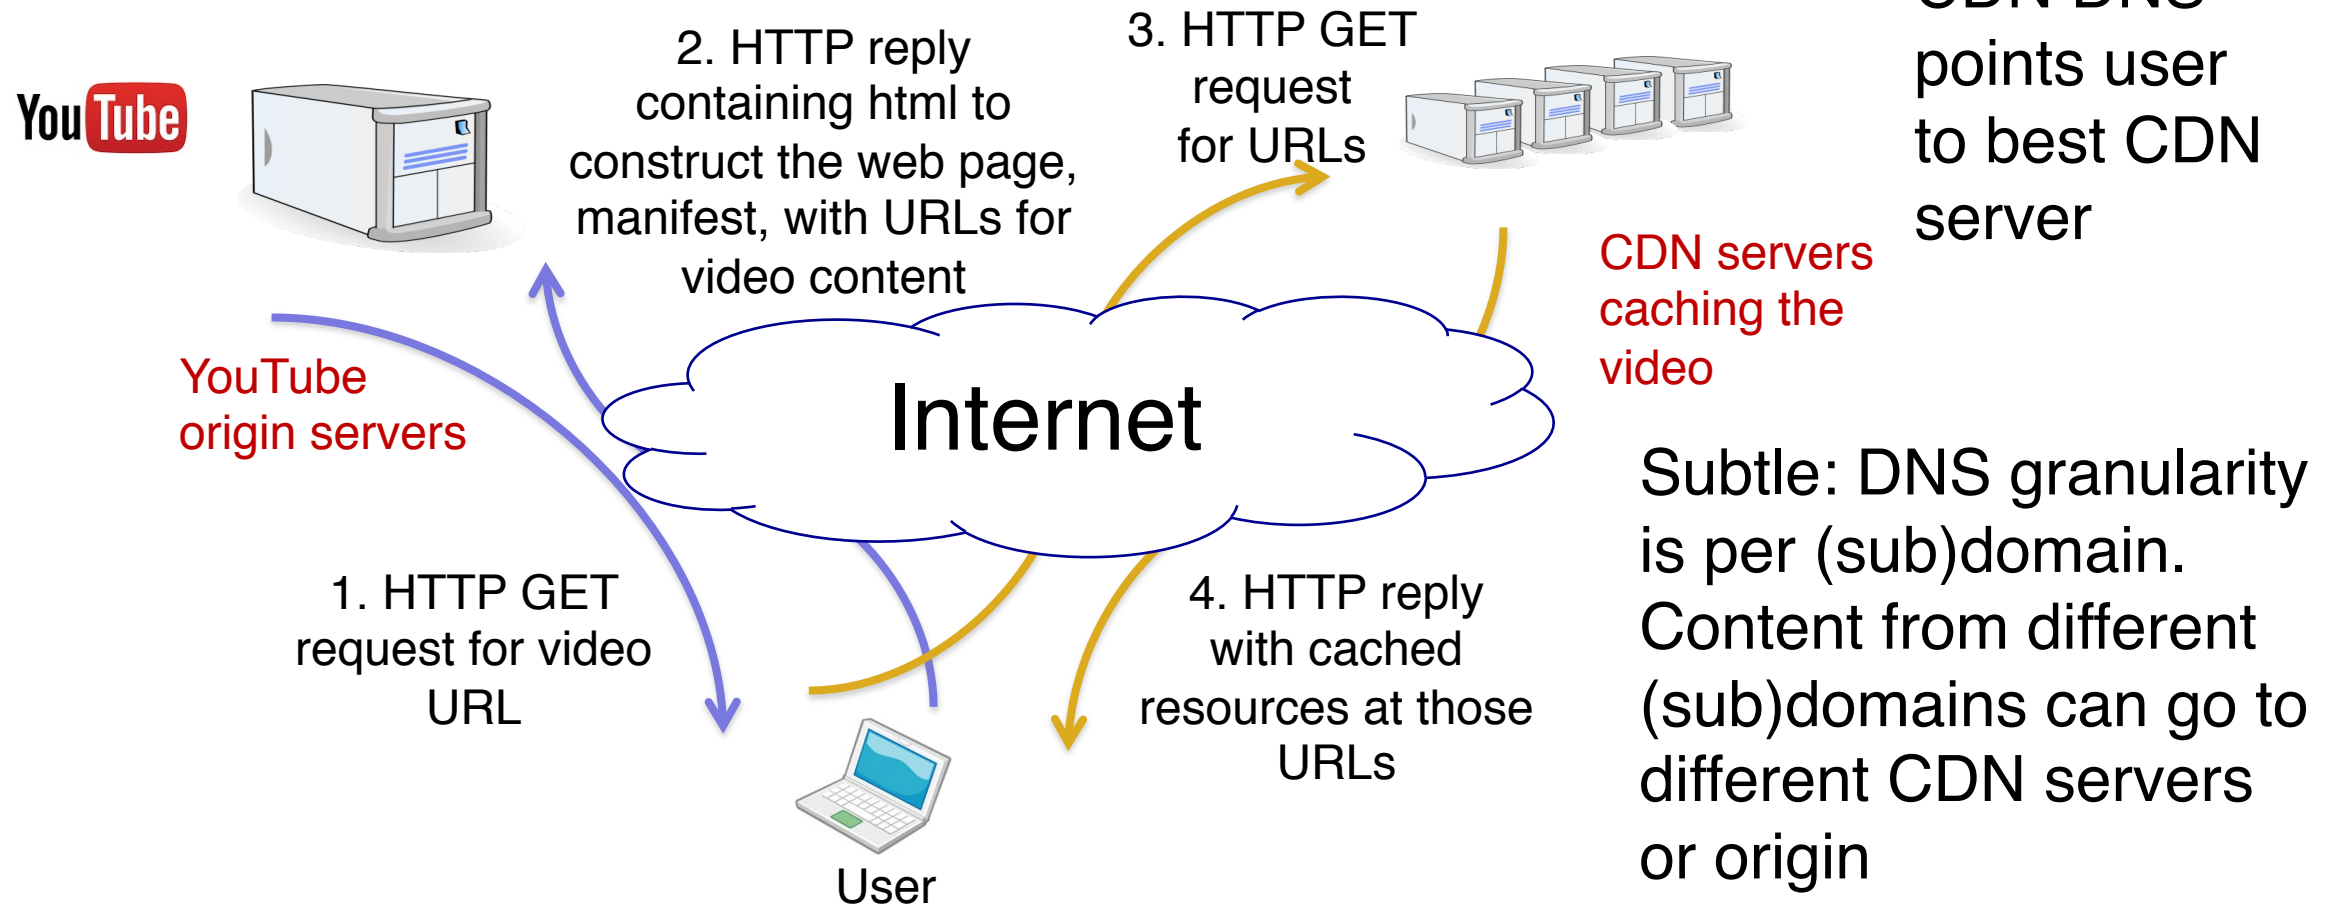 YouTube
2. HTTP reply
containing html to
construct the web page,
manifest, with URLs for
video content
3. HTTP GET
request
for URLs
CDN DNS
points user
to best CDN
server
CDN servers
caching the
video
YouTube
origin servers
Internet
1. HTTP GET
request for video
URL
4. HTTP reply
with cached
resources at those
URLs
User
Subtle: DNS granularity
is per (sub)domain.
Content from different
(sub)domains can go to
different CDN servers
or origin